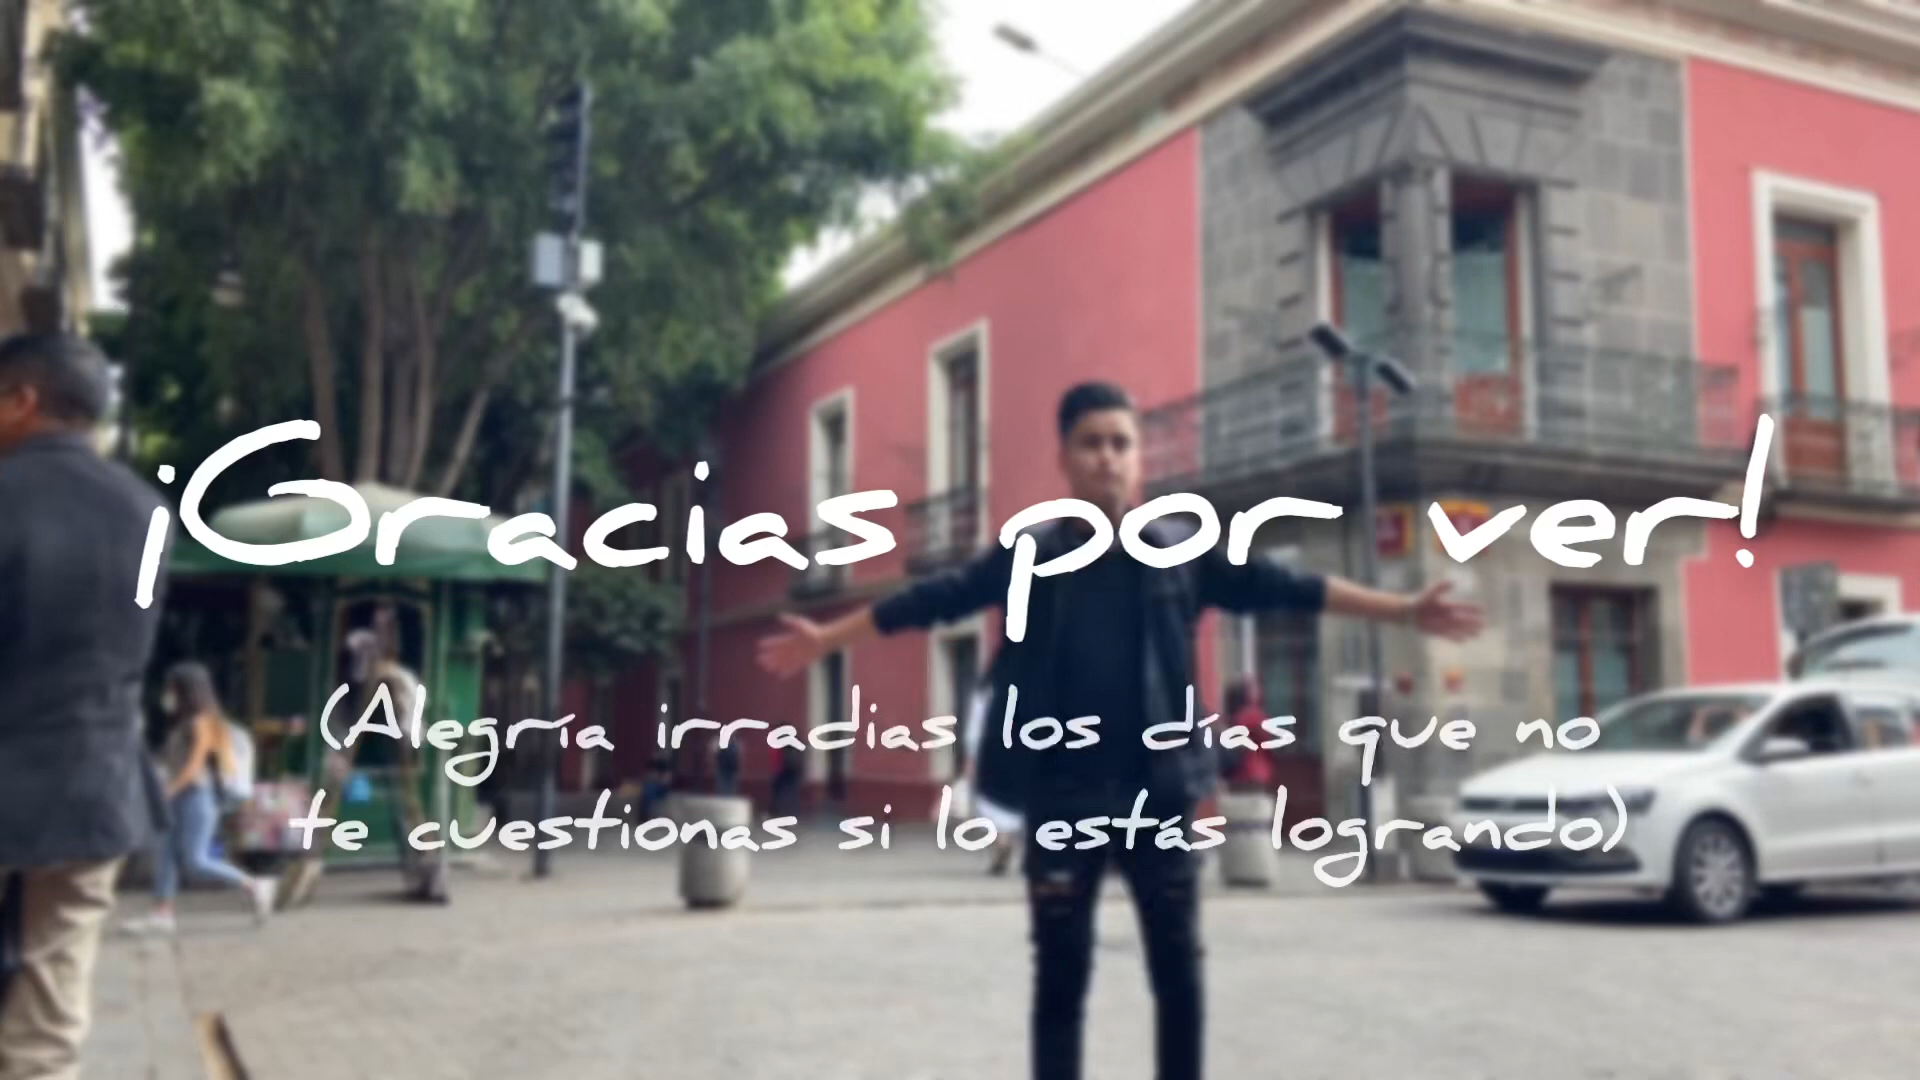 ¡Gracias por ver!
(Alegría irradias los días que no
te cuestionas si lo estás logrando)